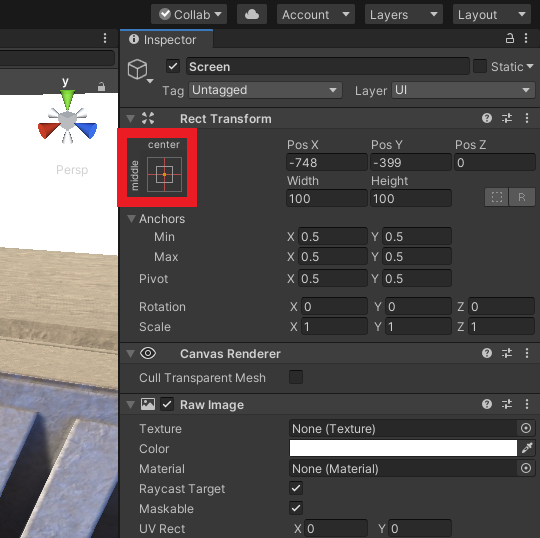 Collab
Account
Layers
Layout
Inspector
y
Persp
Screen
Static
Tag Untagged Layer UI
Rect Transform
center
middle
Pos X Pos Y Pos Z
-748 -399 0
Width Height
100 100
R
Anchors
Min X 0.5 Y 0.5
Max X 0.5 Y 0.5
Pivot X 0.5 Y 0.5
Rotation X 0 Y 0 Z 0
Scale X 1 Y 1 Z 1
Canvas Renderer
Cull Transparent Mesh
Raw Image
Texture None (Texture)
Color
Material None (Material)
Raycast Target
Maskable
UV Rect X 0 Y 0